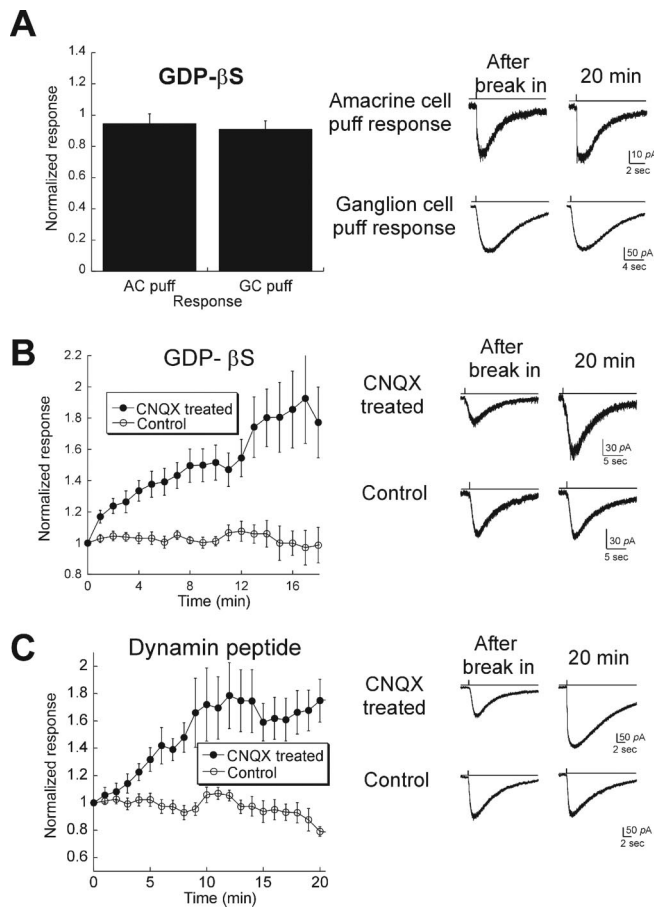 A
GDP-βS
Normalized response
1.4
1.2
1
0.8
0.6
0.4
0.2
0
AC puff
GC puff
Response
After
break in
20 min
Amacrine cell
puff response
10 pA
2 sec
Ganglion cell
puff response
50 pA
4 sec
B
GDP- βS
Normalized response
2.2
2
1.8
1.6
1.4
1.2
1
0.8
CNQX treated
Control
0
4
8
12
16
Time (min)
After
break in
20 min
CNQX
treated
30 pA
5 sec
Control
30 pA
5 sec
C
Dynamin peptide
Normalized response
2
1.8
1.6
1.4
1.2
1
0.8
0.6
CNQX treated
Control
0
5
10
15
20
Time (min)
After
break in
20 min
CNQX
treated
50 pA
2 sec
Control
50 pA
2 sec